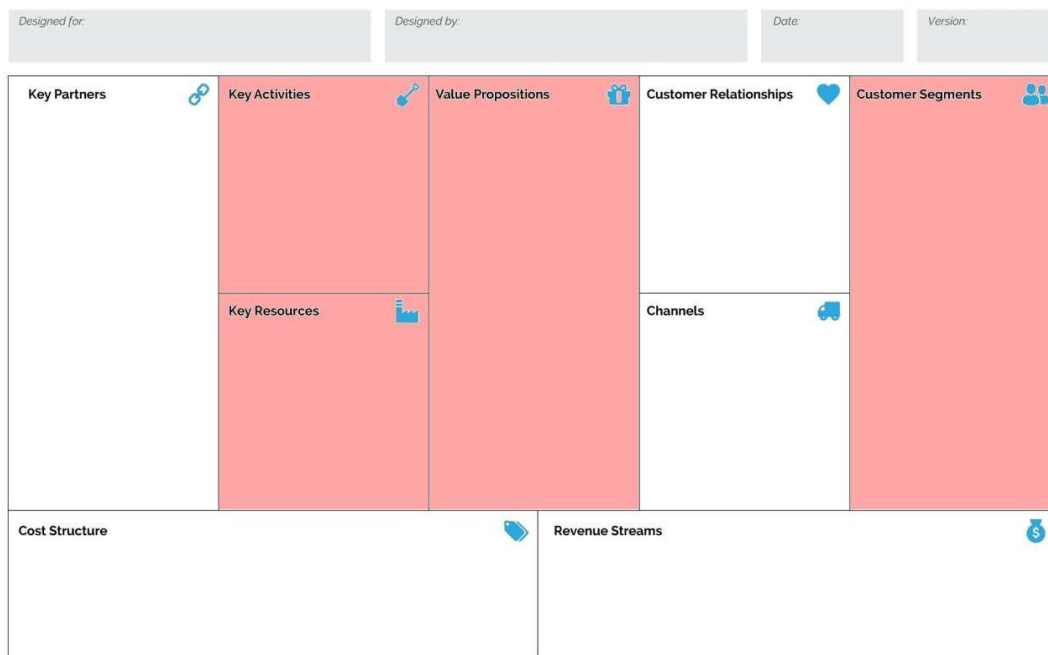 Designed for:
Designed by:
Date:
Version:
Key Partners
Key Activities
Value Propositions
Customer Relationships
Customer Segments
Key Resources
Channels
Cost Structure
Revenue Streams
$